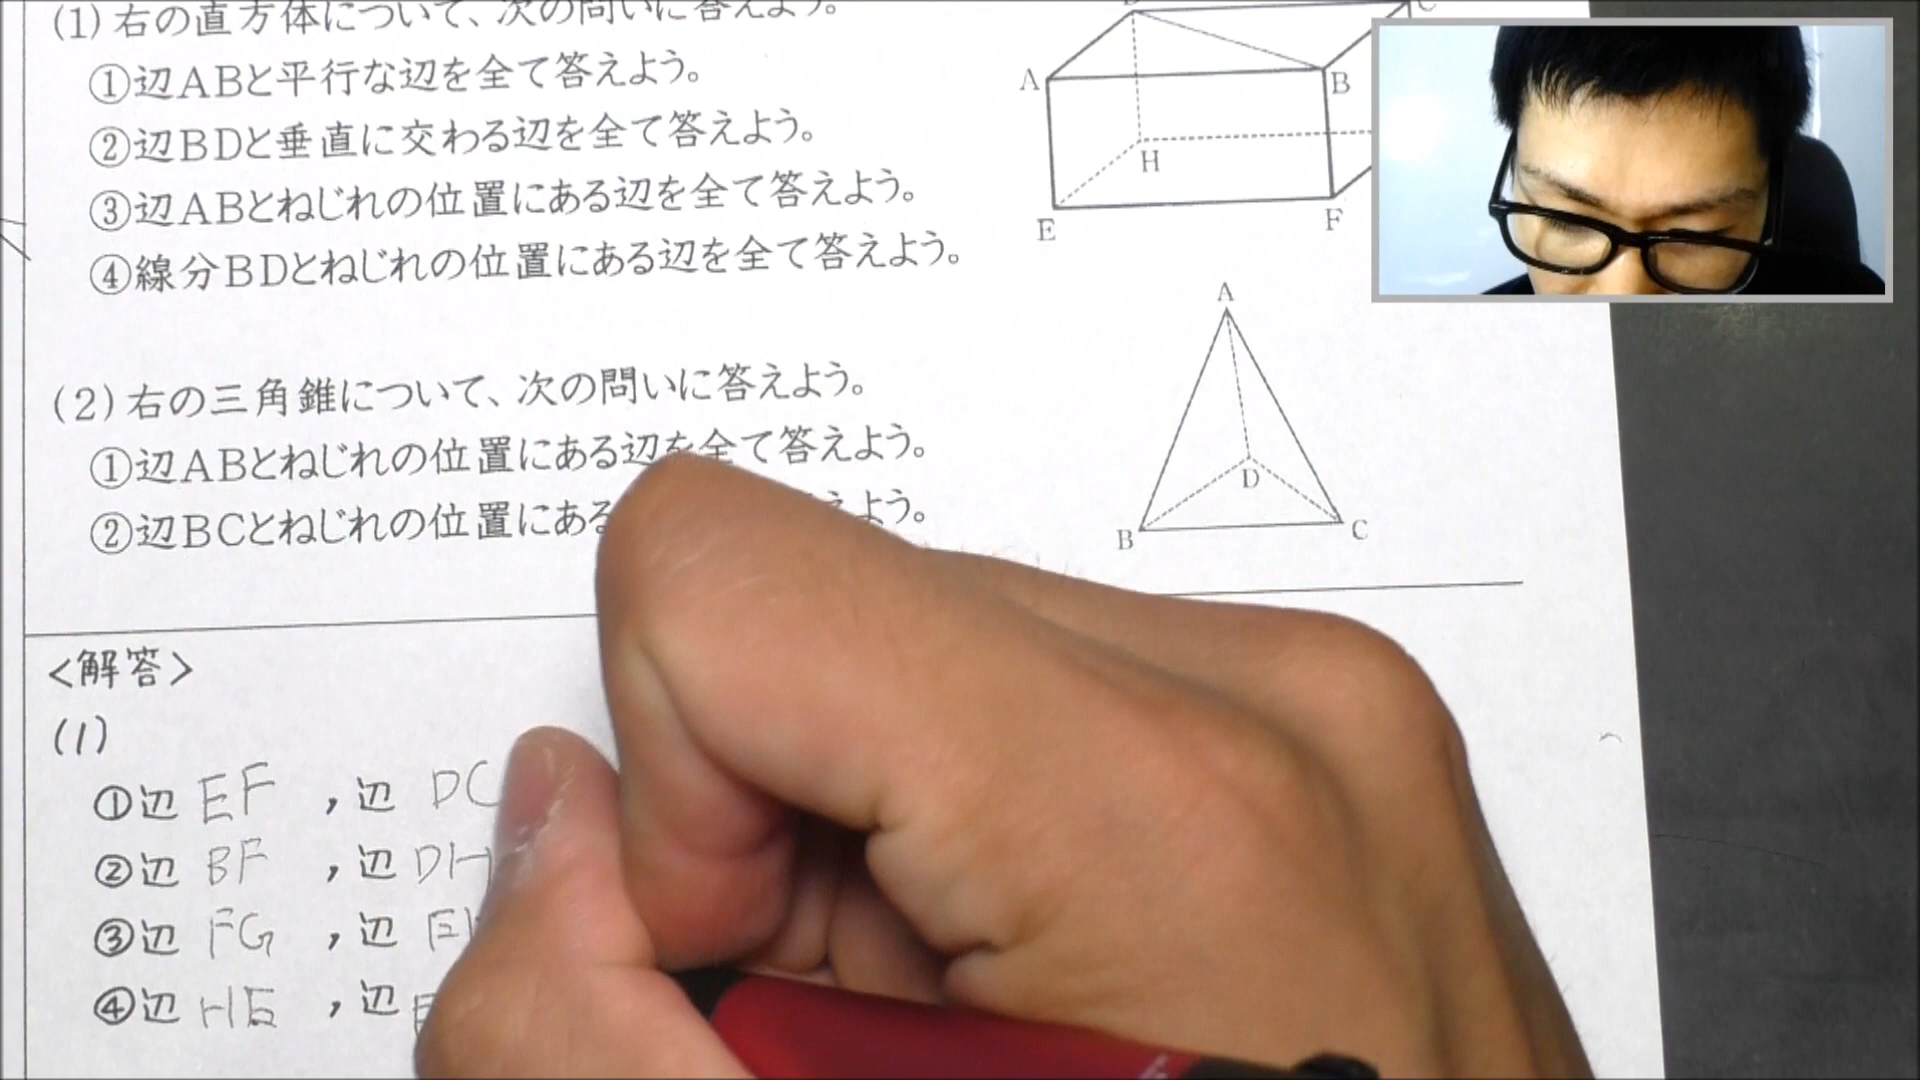 (1)右の直方体について、次の問いに答えよう。
①辺ABと平行な辺を全て答えよう。
②辺BDと垂直に交わる辺を全て答えよう。
③辺ABとねじれの位置にある辺を全て答えよう。
④線分BDとねじれの位置にある辺を全て答えよう。
A
B
H
E
F
(2)右の三角錐について、次の問いに答えよう。
①辺ABとねじれの位置にある辺を全て答えよう。
②辺BCとねじれの位置にある
よう。
A
D
B
C
<解答>
(1)
①辺 EF ,辺 DC
②辺 BF ,辺 DH
③辺 FG ,辺 E
④辺 HE ,辺